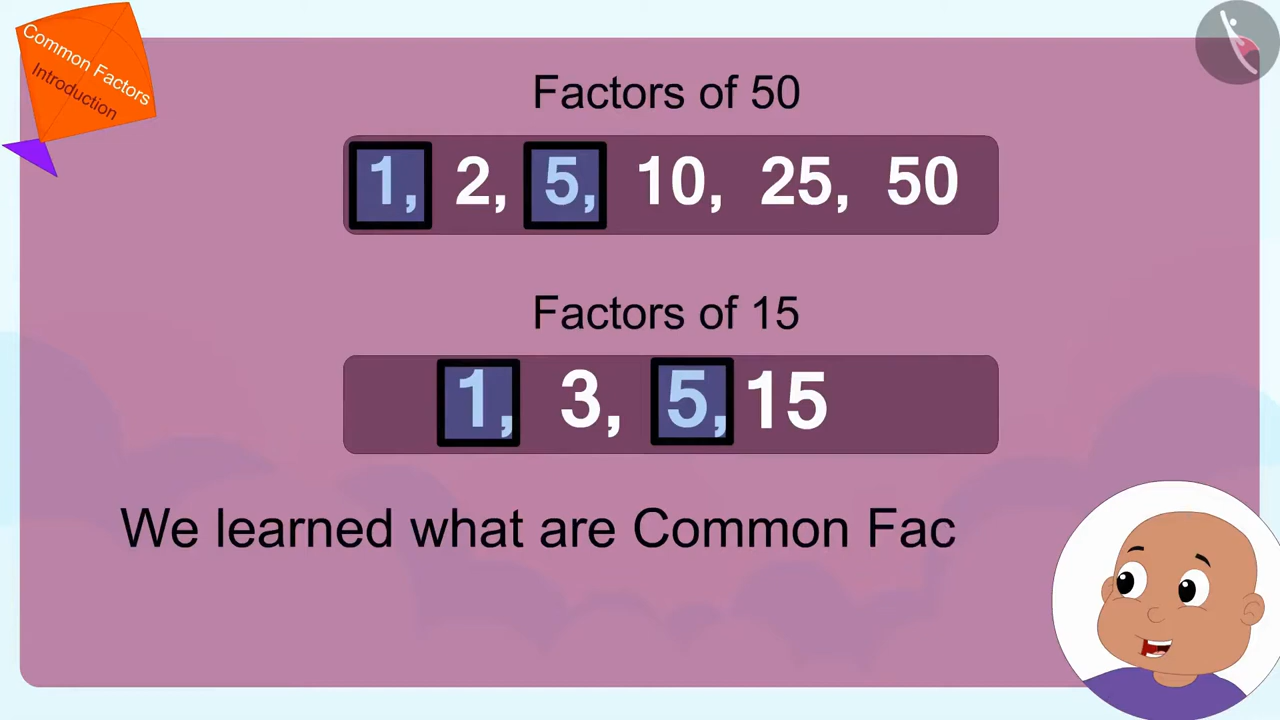 Common Factors
Introduction
Factors of 50
1, 2, 5, 10, 25, 50
Factors of 15
1, 3, 5, 15
We learned what are Common Fac